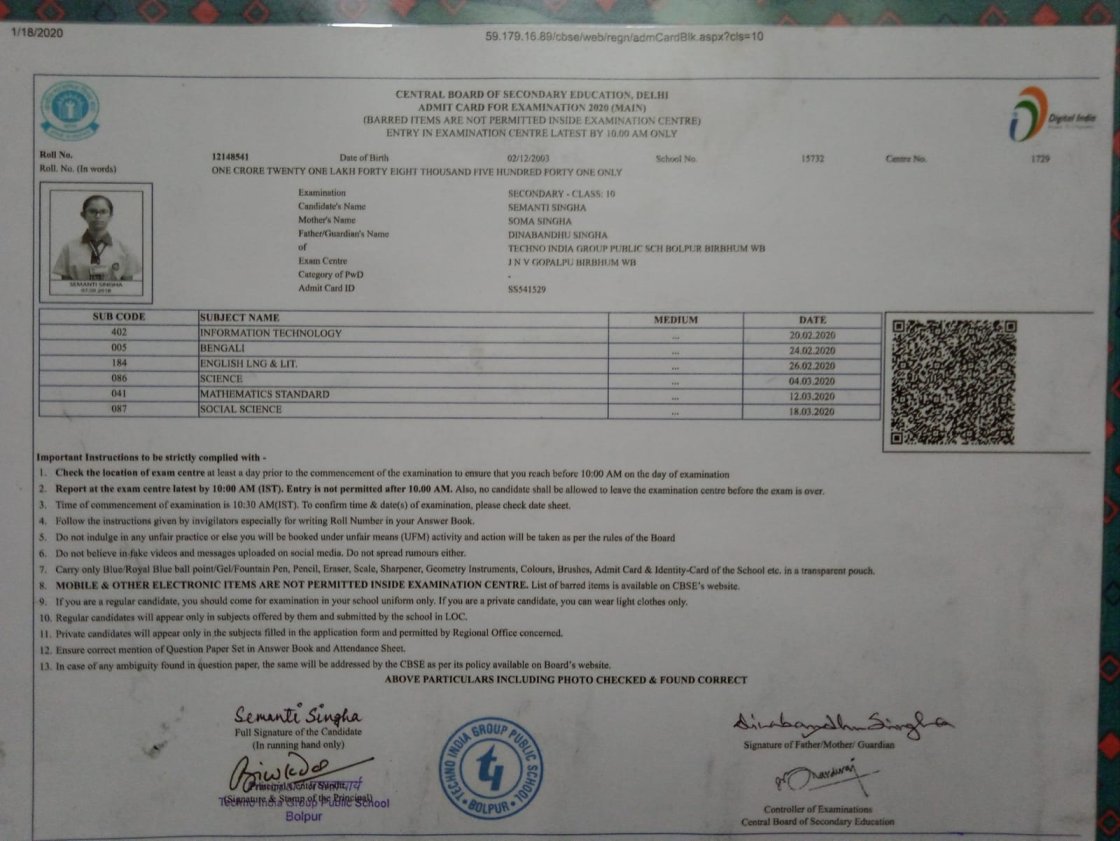 1/18/2020
59.179.16.89/cbse/web/regn/admCardBlk.aspx?cls=10
CENTRAL BOARD OF SECONDARY EDUCATION, DELHI
ADMIT CARD FOR EXAMINATION 2020 (MAIN)
(BARRED ITEMS ARE NOT PERMITTED INSIDE EXAMINATION CENTRE)
ENTRY IN EXAMINATION CENTRE LATEST BY 10.00 AM ONLY
Digital India
Roll No. 12148541 Date of Birth 02/12/2003 School No. 15732 Centre No. 1729
Roll. No. (In words) ONE CRORE TWENTY ONE LAKH FORTY EIGHT THOUSAND FIVE HUNDRED FORTY ONE ONLY
Examination SECONDARY - CLASS: 10
Candidate's Name SEMANTI SINGHA
Mother's Name SOMA SINGHA
Father/Guardian's Name DINABANDHU SINGHA
of TECHNO INDIA GROUP PUBLIC SCH BOLPUR BIRBHUM WB
Exam Centre J N V GOPALPU BIRBHUM WB
Category of PwD -
Admit Card ID SS541529
SEMANTI SINGHA
SUB CODE SUBJECT NAME MEDIUM DATE
402 INFORMATION TECHNOLOGY ... 20.02.2020
005 BENGALI ... 24.02.2020
184 ENGLISH LNG & LIT. ... 26.02.2020
086 SCIENCE ... 04.03.2020
041 MATHEMATICS STANDARD ... 12.03.2020
087 SOCIAL SCIENCE ... 18.03.2020
Important Instructions to be strictly complied with -
1. Check the location of exam centre at least a day prior to the commencement of the examination to ensure that you reach before 10:00 AM on the day of examination
2. Report at the exam centre latest by 10:00 AM (IST). Entry is not permitted after 10.00 AM. Also, no candidate shall be allowed to leave the examination centre before the exam is over.
3. Time of commencement of examination is 10:30 AM(IST). To confirm time & date(s) of examination, please check date sheet.
4. Follow the instructions given by invigilators especially for writing Roll Number in your Answer Book.
5. Do not indulge in any unfair practice or else you will be booked under unfair means (UFM) activity and action will be taken as per the rules of the Board
6. Do not believe in fake videos and messages uploaded on social media. Do not spread rumours either.
7. Carry only Blue/Royal Blue ball point/Gel/Fountain Pen, Pencil, Eraser, Scale, Sharpener, Geometry Instruments, Colours, Brushes, Admit Card & Identity-Card of the School etc. in a transparent pouch.
8. MOBILE & OTHER ELECTRONIC ITEMS ARE NOT PERMITTED INSIDE EXAMINATION CENTRE. List of barred items is available on CBSE's website.
9. If you are a regular candidate, you should come for examination in your school uniform only. If you are a private candidate, you can wear light clothes only.
10. Regular candidates will appear only in subjects offered by them and submitted by the school in LOC.
11. Private candidates will appear only in the subjects filled in the application form and permitted by Regional Office concerned.
12. Ensure correct mention of Question Paper Set in Answer Book and Attendance Sheet.
13. In case of any ambiguity found in question paper, the same will be addressed by the CBSE as per its policy available on Board's website.
ABOVE PARTICULARS INCLUDING PHOTO CHECKED & FOUND CORRECT
Semanti Singha
Full Signature of the Candidate
(In running hand only)
(Signature & Stamp of the Principal)
Techno India Group Public School
Bolpur
TECHNO INDIA GROUP PUBLIC SCHOOL
BOLPUR
Dinabandhu Singha
Signature of Father/Mother/ Guardian
Controller of Examinations
Central Board of Secondary Education